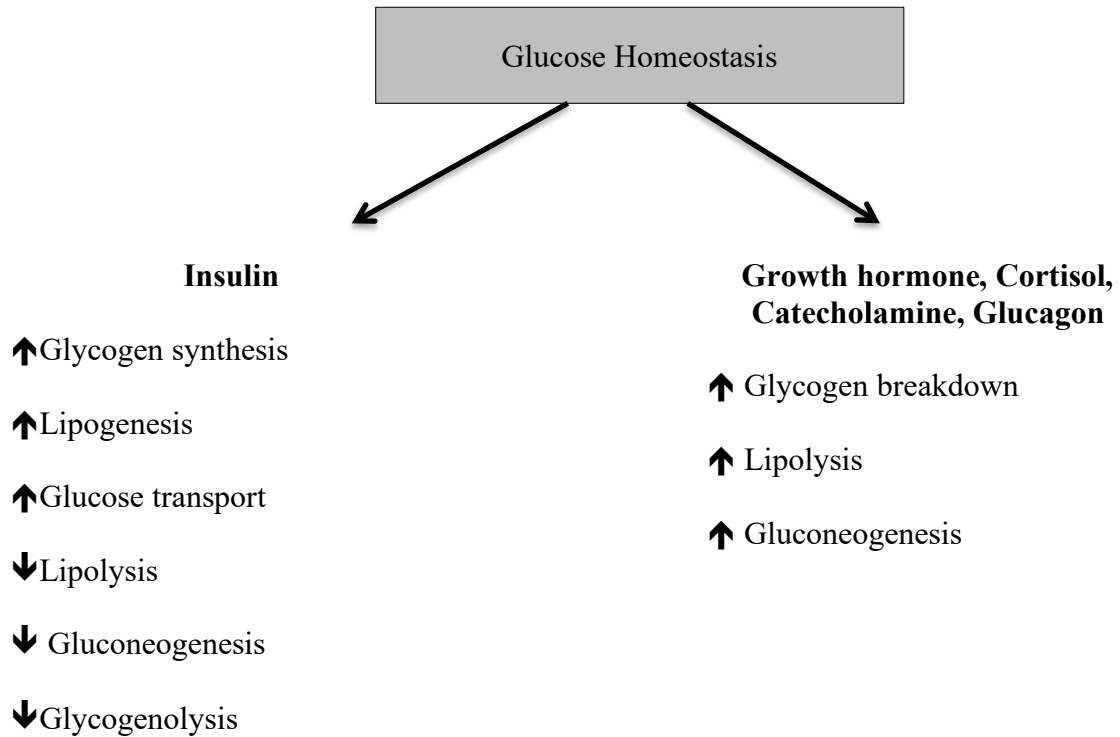 Glucose Homeostasis
Insulin
🡩Glycogen synthesis
🡩Lipogenesis
🡩Glucose transport
🡫Lipolysis
🡫 Gluconeogenesis
🡫Glycogenolysis
Growth hormone, Cortisol,
Catecholamine, Glucagon
🡩 Glycogen breakdown
🡩 Lipolysis
🡩 Gluconeogenesis